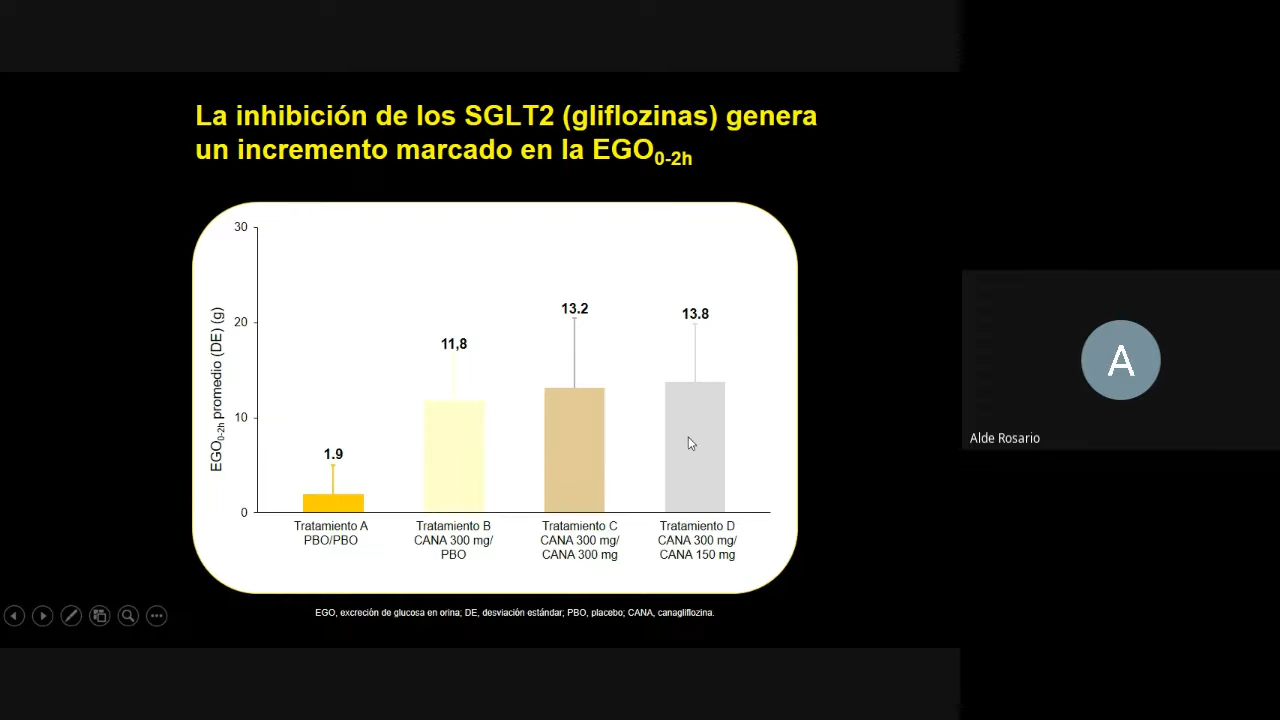 La inhibición de los SGLT2 (gliflozinas) genera
un incremento marcado en la EGO0-2h
EGO0-2h promedio (DE) (g)
30
20
10
0
1.9
11,8
13.2
13.8
Tratamiento A
PBO/PBO
Tratamiento B
CANA 300 mg/
PBO
Tratamiento C
CANA 300 mg/
CANA 300 mg
Tratamiento D
CANA 300 mg/
CANA 150 mg
EGO, excreción de glucosa en orina; DE, desviación estándar; PBO, placebo; CANA, canagliflozina.
A
Alde Rosario